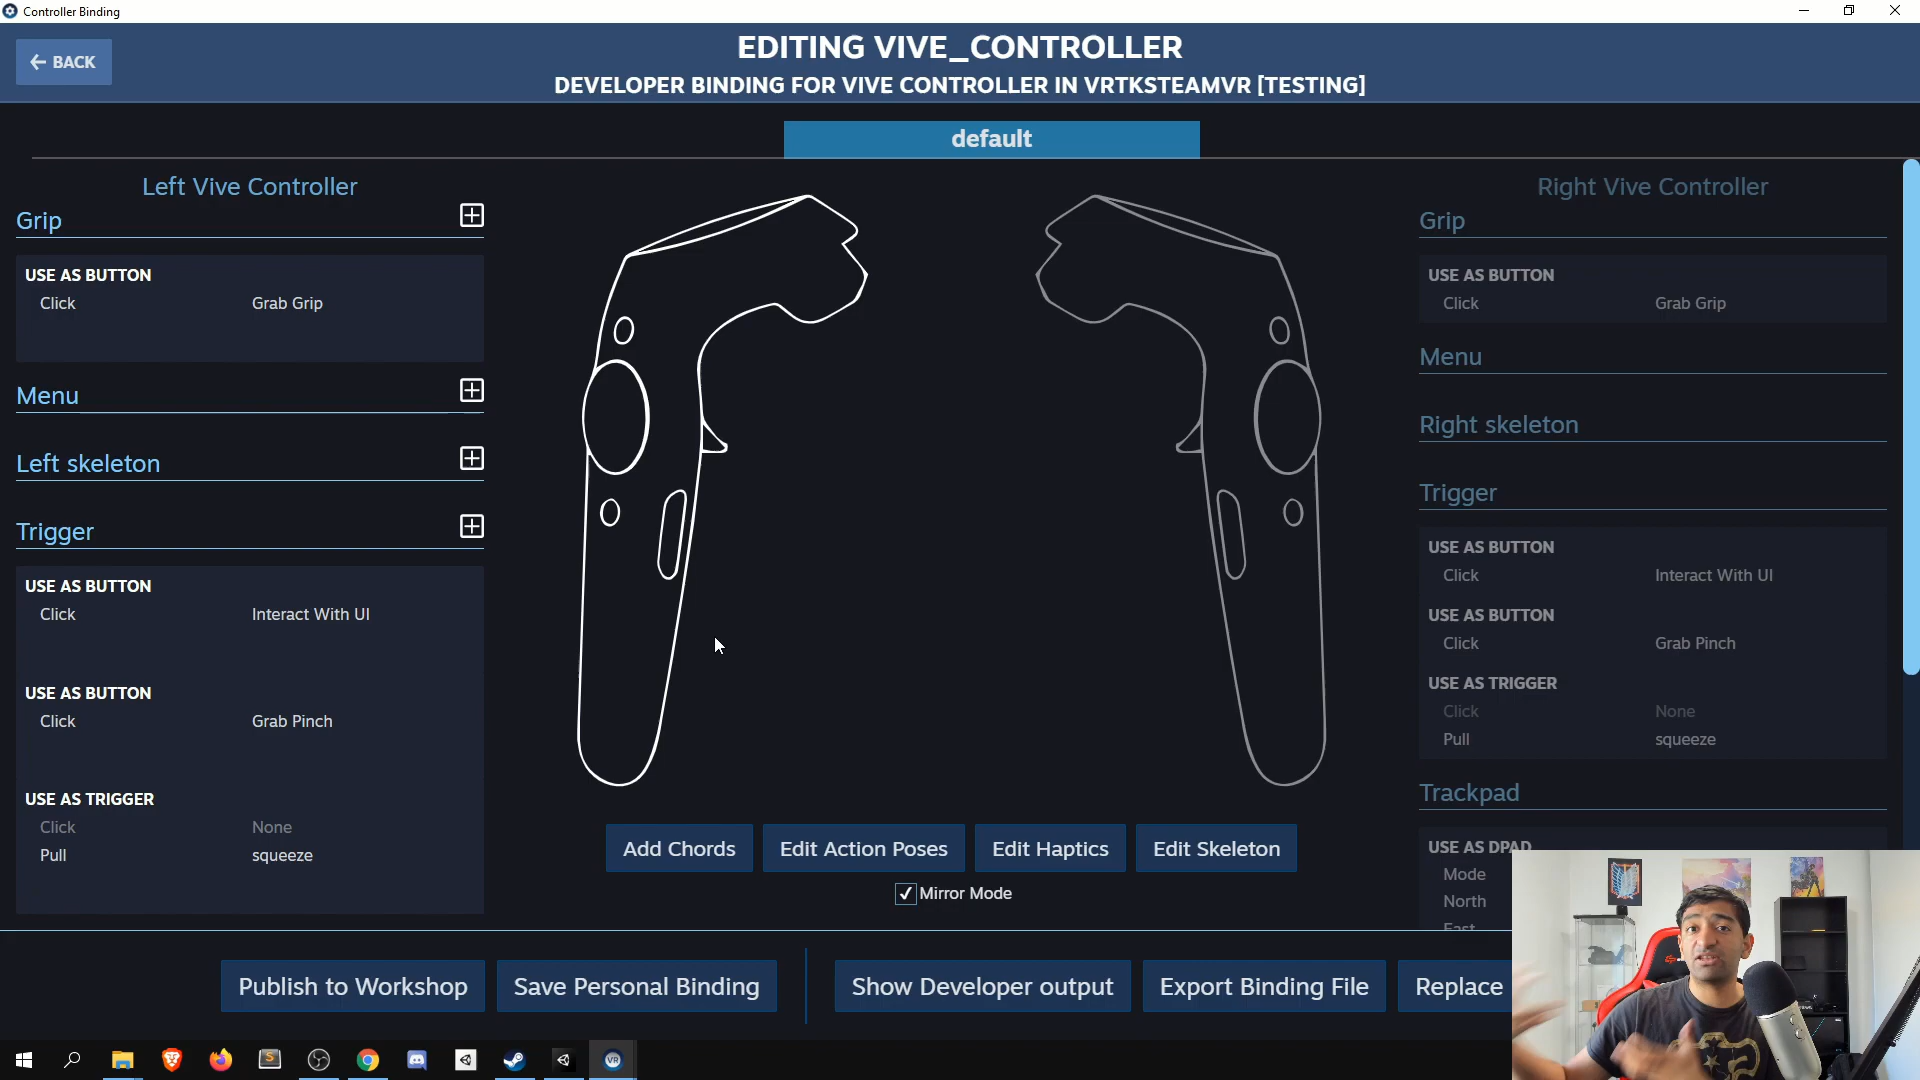 Controller Binding
BACK
EDITING VIVE_CONTROLLER
DEVELOPER BINDING FOR VIVE CONTROLLER IN VRTKSTEAMVR [TESTING]
default
Left Vive Controller
Grip
USE AS BUTTON
Click Grab Grip
Menu
Left skeleton
Trigger
USE AS BUTTON
Click Interact With UI
USE AS BUTTON
Click Grab Pinch
USE AS TRIGGER
Click None
Pull squeeze
Right Vive Controller
Grip
USE AS BUTTON
Click Grab Grip
Menu
Right skeleton
Trigger
USE AS BUTTON
Click Interact With UI
USE AS BUTTON
Click Grab Pinch
USE AS TRIGGER
Click None
Pull squeeze
Trackpad
USE AS DPAD
Mode
North
East
Add Chords
Edit Action Poses
Edit Haptics
Edit Skeleton
Mirror Mode
Publish to Workshop
Save Personal Binding
Show Developer output
Export Binding File
Replace
S
VR